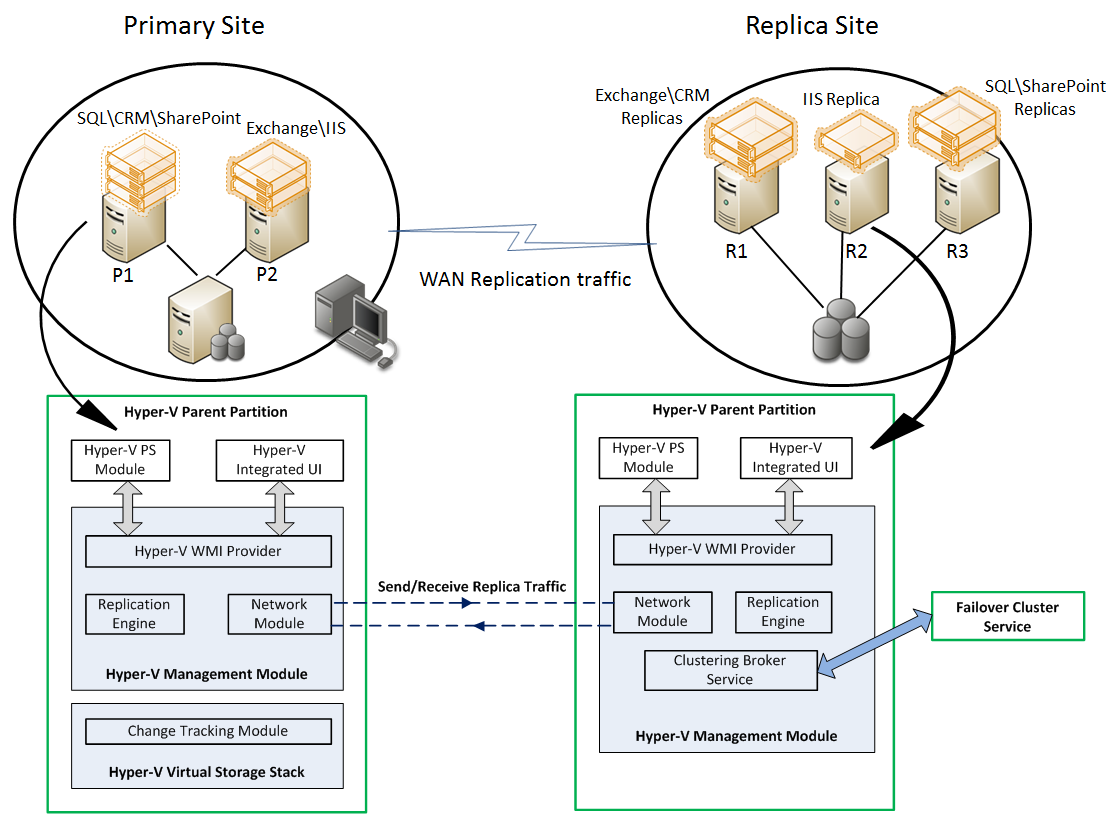 Primary Site
Replica Site
SQL\CRM\SharePoint
Exchange\IIS
P1
P2
Exchange\CRM
Replicas
IIS Replica
SQL\SharePoint
Replicas
R1
R2
R3
WAN Replication traffic
Hyper-V Parent Partition
Hyper-V PS
Module
Hyper-V
Integrated UI
Hyper-V WMI Provider
Replication
Engine
Network
Module
Hyper-V Management Module
Change Tracking Module
Hyper-V Virtual Storage Stack
Send/Receive Replica Traffic
Hyper-V Parent Partition
Hyper-V PS
Module
Hyper-V
Integrated UI
Hyper-V WMI Provider
Network
Module
Replication
Engine
Clustering Broker
Service
Hyper-V Management Module
Failover Cluster
Service